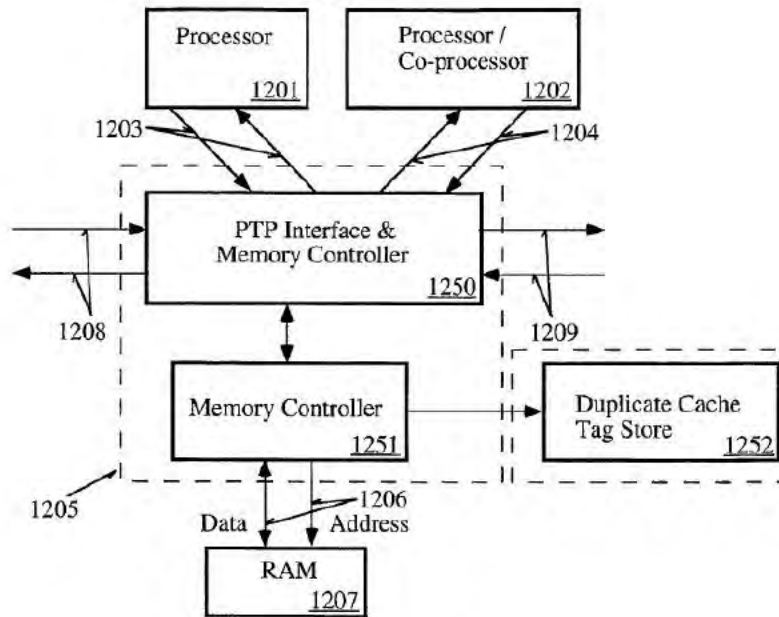 Processor
1201
Processor /
Co-processor
1202
1203
1204
PTP Interface &
Memory Controller
1250
1208
1209
Memory Controller
1251
Duplicate Cache
Tag Store
1252
1205
1206
Data
Address
RAM
1207